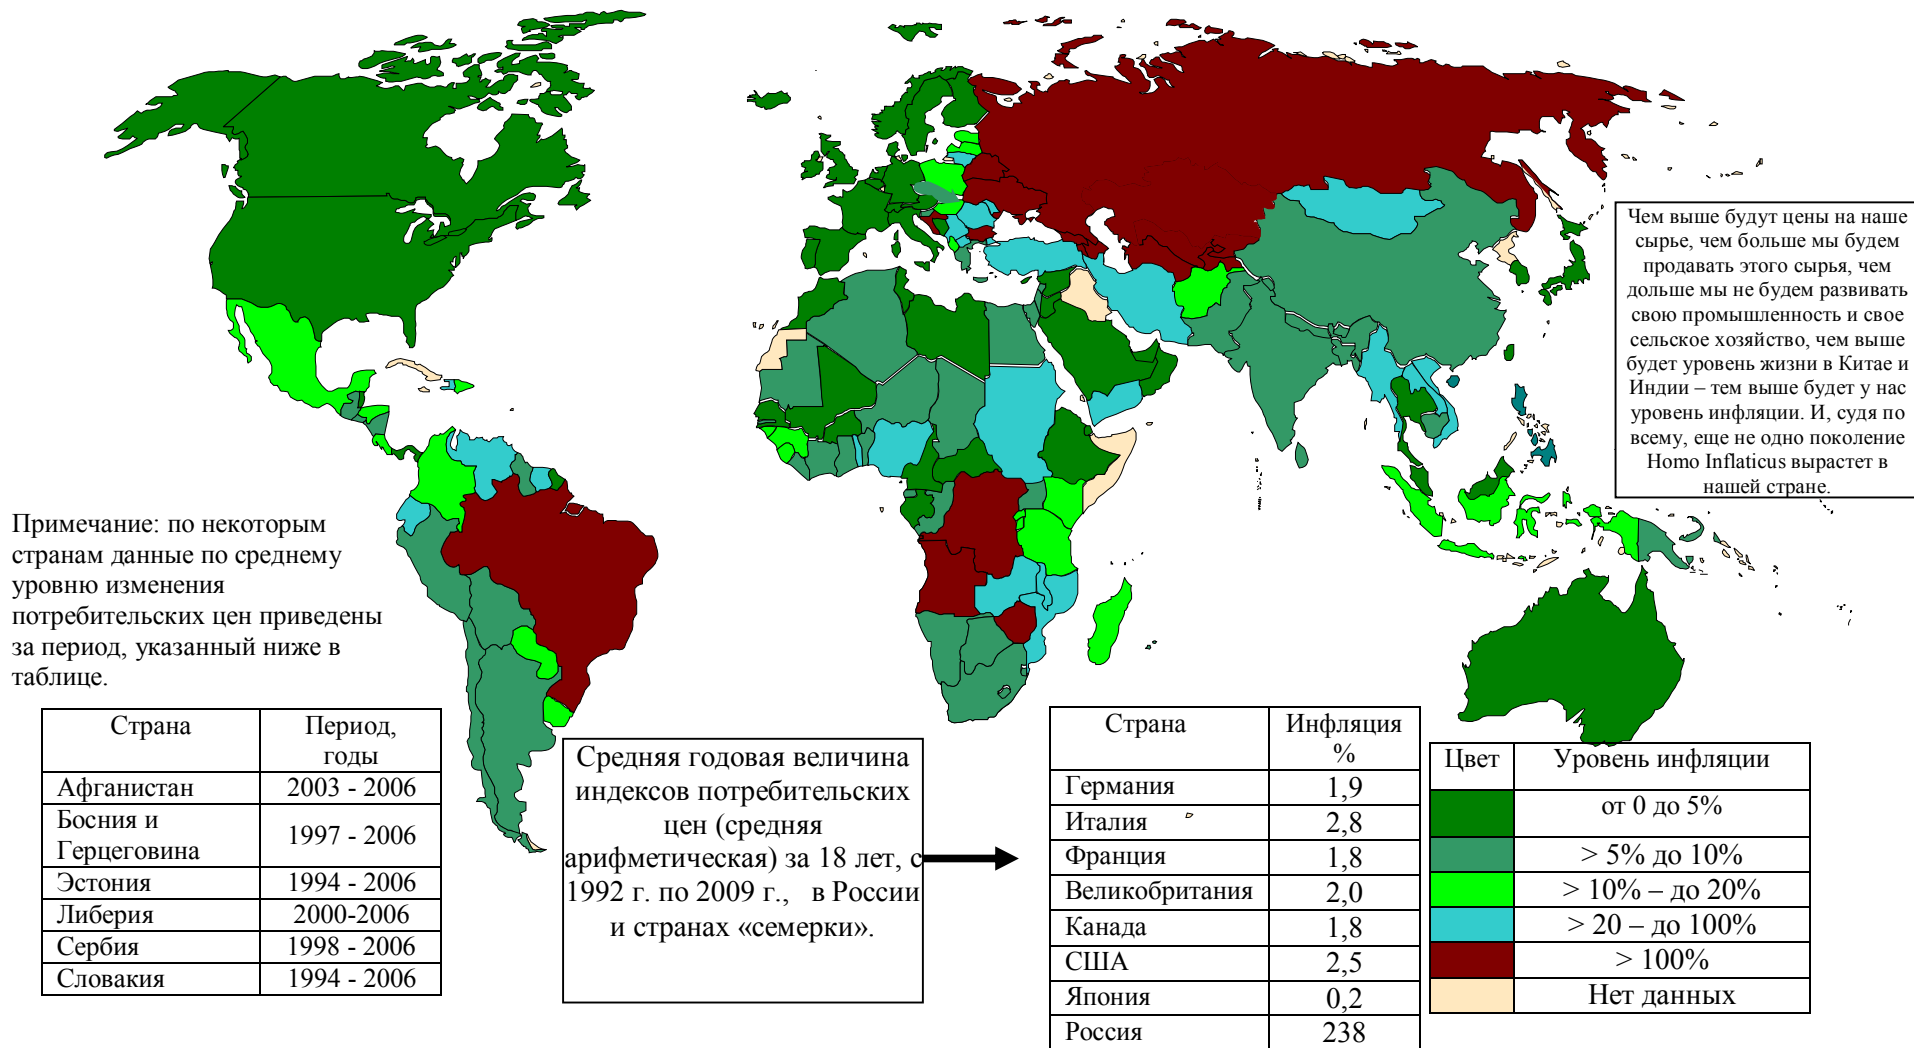 Чем выше будут цены на наше
сырье, чем больше мы будем
продавать этого сырья, чем
дольше мы не будем развивать
свою промышленность и свое
сельское хозяйство, чем выше
будет уровень жизни в Китае и
Индии – тем выше будет у нас
уровень инфляции. И, судя по
всему, еще не одно поколение
Homo Inflaticus вырастет в
нашей стране.
Примечание: по некоторым
странам данные по среднему
уровню изменения
потребительских цен приведены
за период, указанный ниже в
таблице.
Страна Период,
годы
Афганистан 2003 - 2006
Босния и
Герцеговина 1997 - 2006
Эстония 1994 - 2006
Либерия 2000-2006
Сербия 1998 - 2006
Словакия 1994 - 2006
Средняя годовая величина
индексов потребительских
цен (средняя
арифметическая) за 18 лет, с
1992 г. по 2009 г., в России
и странах «семерки».
Страна Инфляция
%
Германия 1,9
Италия 2,8
Франция 1,8
Великобритания 2,0
Канада 1,8
США 2,5
Япония 0,2
Россия 238
Цвет Уровень инфляции
от 0 до 5%
> 5% до 10%
> 10% – до 20%
> 20 – до 100%
> 100%
Нет данных